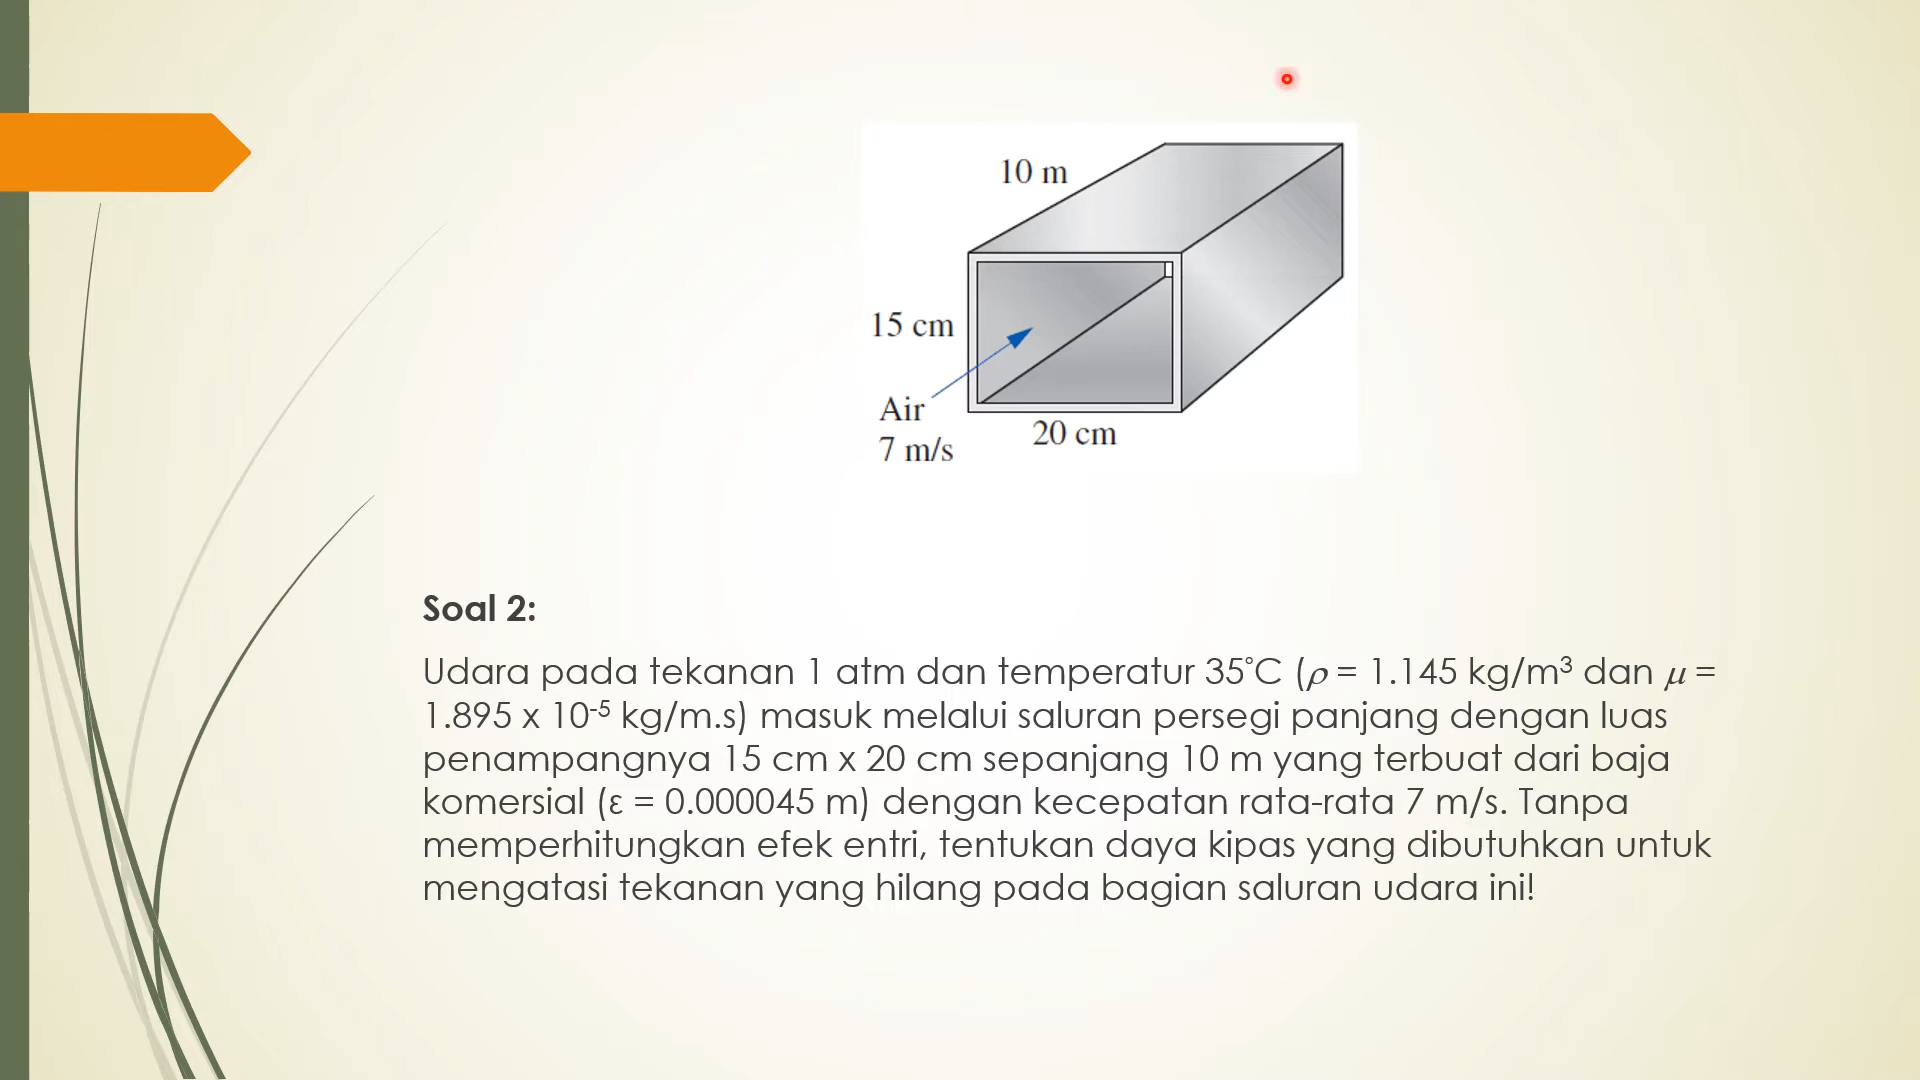 10 m
15 cm
Air
7 m/s
20 cm
Soal 2:
Udara pada tekanan 1 atm dan temperatur 35°C (ρ = 1.145 kg/m³ dan μ =
1.895 x 10⁻⁵ kg/m.s) masuk melalui saluran persegi panjang dengan luas
penampangnya 15 cm x 20 cm sepanjang 10 m yang terbuat dari baja
komersial (ε = 0.000045 m) dengan kecepatan rata-rata 7 m/s. Tanpa
memperhitungkan efek entri, tentukan daya kipas yang dibutuhkan untuk
mengatasi tekanan yang hilang pada bagian saluran udara ini!